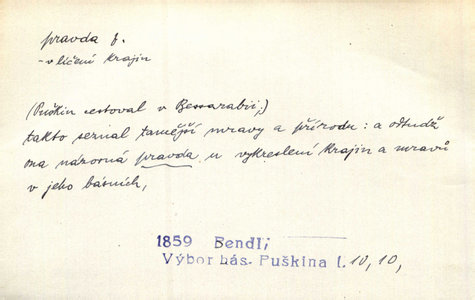 pravda f.
- v líčení krajin
(Puškin cestoval v Bessarabii,)
takto seznal tamější mravy a přírodu: a odtudž
ona názorná pravda u vykreslení krajin a mravů
v jeho básních,
1859 Bendl,
Výbor bás. Puškina I. 10, 10,